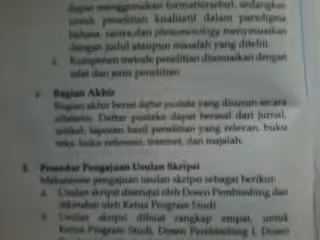 dapat menggunakan format tersebut, sedangkan
untuk penelitian kualitatif dalam paradigma
bahasa, sastra dan phenomenology menyesuaikan
dengan judul ataupun masalah yang diteliti.
2. Komponen metode penelitian disesuaikan dengan
sifat dan jenis penelitian.
Bagian Akhir
Bagian akhir berisi daftar pustaka yang disusun secara
alfabetis. Daftar pustaka dapat berasal dari jurnal,
artikel, laporan hasil penelitian yang relevan, buku
teks, buku referensi, internet, dan majalah.
Prosedur Pengajuan Usulan Skripsi
Mekanisme pengajuan usulan skripsi sebagai berikut:
a. Usulan skripsi disetujui oleh Dosen Pembimbing dan
diketahui oleh Ketua Program Studi
b. Usulan skripsi dibuat rangkap empat, untuk
Ketua Program Studi, Dosen Pembimbing I, Dosen